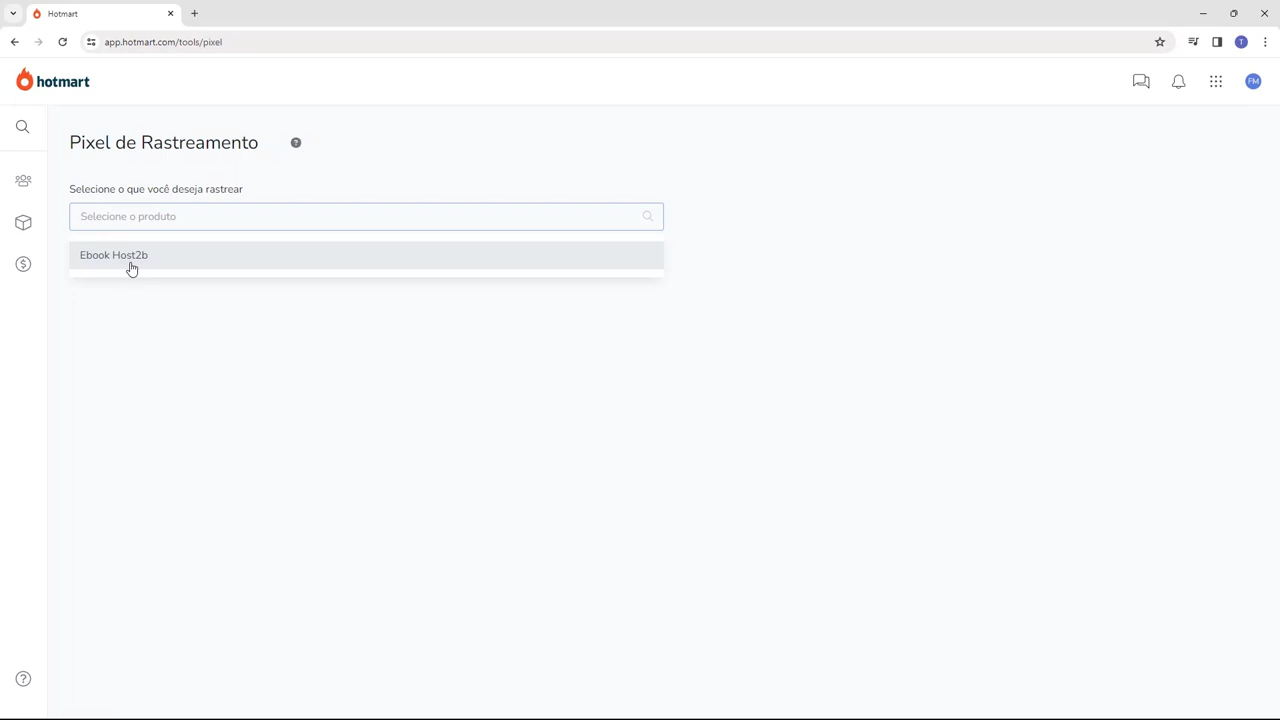 Hotmart
app.hotmart.com/tools/pixel
T
hotmart
FM
Pixel de Rastreamento
?
Selecione o que você deseja rastrear
Selecione o produto
Ebook Host2b
$
?